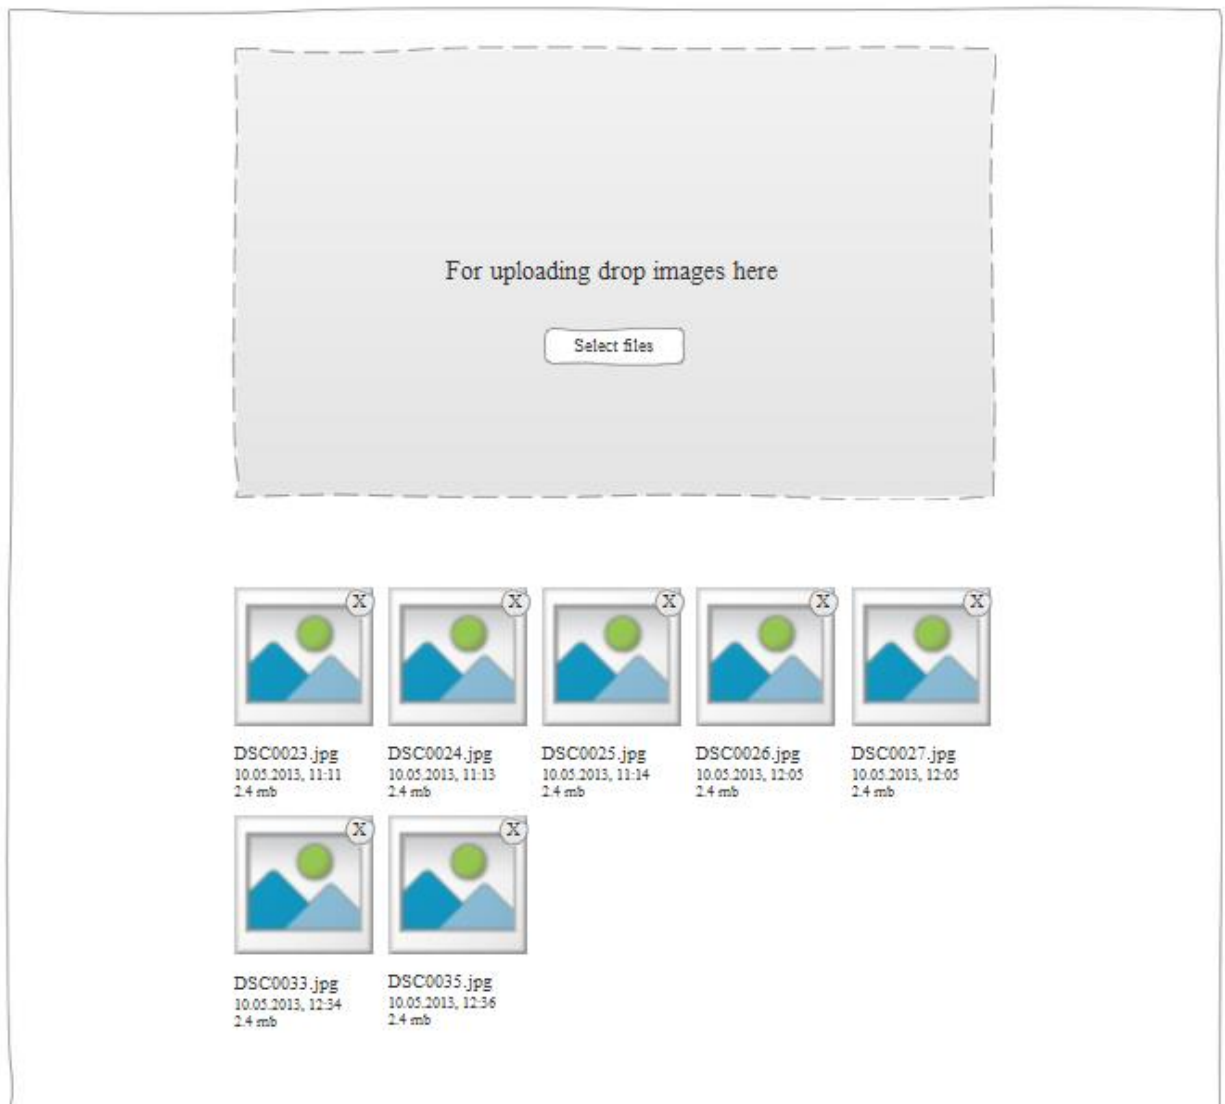 For uploading drop images here
Select files
X X X X X
DSC0023.jpg DSC0024.jpg DSC0025.jpg DSC0026.jpg DSC0027.jpg
10.05.2013, 11:11 10.05.2013, 11:13 10.05.2013, 11:14 10.05.2013, 12:05 10.05.2013, 12:05
2.4 mb 2.4 mb 2.4 mb 2.4 mb 2.4 mb
X X
DSC0033.jpg DSC0035.jpg
10.05.2013, 12:34 10.05.2013, 12:36
2.4 mb 2.4 mb